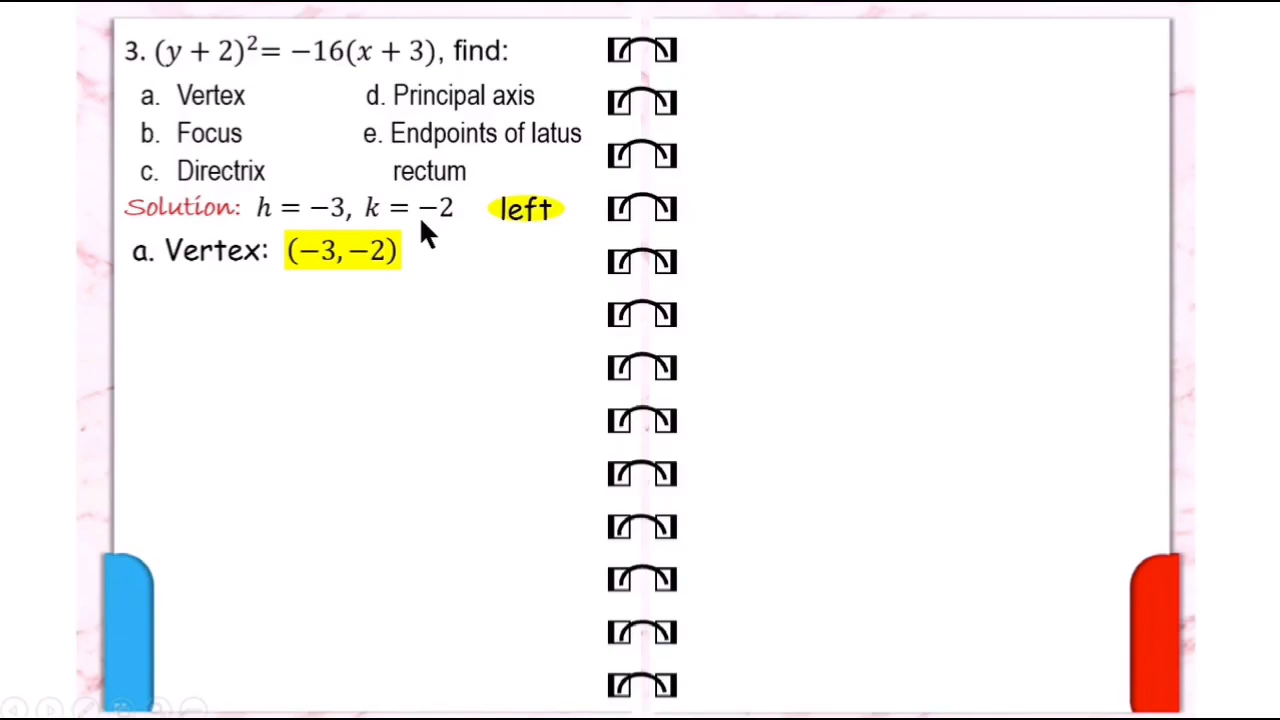 3. (y + 2)²= −16(x + 3), find:
a. Vertex d. Principal axis
b. Focus e. Endpoints of latus
c. Directrix rectum
Solution: h = −3, k = −2 left
a. Vertex: (−3, −2)